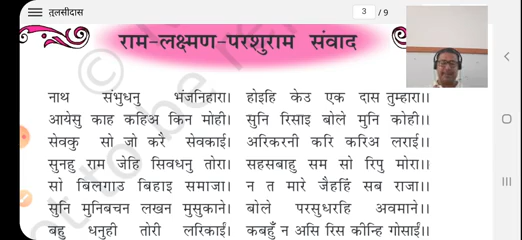 तुलसीदास
3 / 9
राम-लक्ष्मण-परशुराम संवाद
नाथ संभुधनु भंजनिहारा। होइहि केउ एक दास तुम्हारा।।
आयेसु काह कहिअ किन मोही। सुनि रिसाइ बोले मुनि कोही।।
सेवकु सो जो करै सेवकाई। अरिकरनी करि करिअ लराई।।
सुनहु राम जेहि सिवधनु तोरा। सहसबाहु सम सो रिपु मोरा।।
सो बिलगाउ बिहाइ समाजा। न त मारे जैहहिं सब राजा।।
सुनि मुनिबचन लखन मुसुकाने। बोले परसुधरहि अवमाने।।
बहु धनुही तोरी लरिकाईं। कबहुँ न असि रिस कीन्हि गोसाईं।।